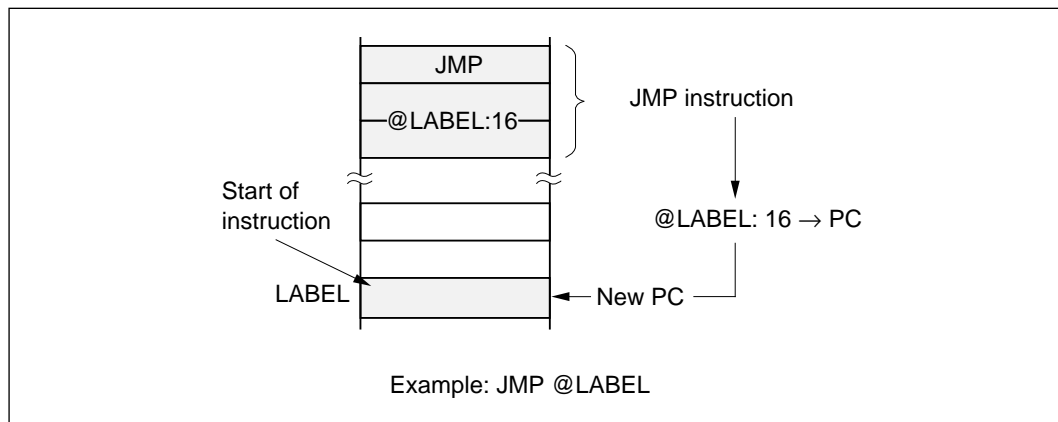 JMP
@LABEL:16
JMP instruction
Start of
instruction
@LABEL: 16 → PC
LABEL
New PC
Example: JMP @LABEL